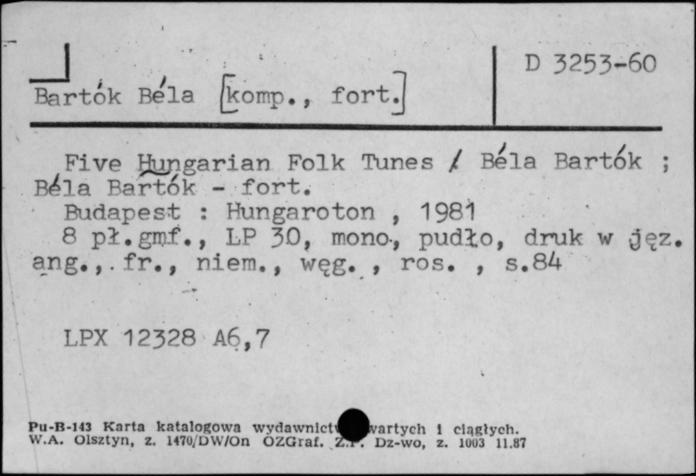 D 3253-60
Bartók Béla [komp., fort.]
Five Hungarian Folk Tunes / Béla Bartók ;
Béla Bartók - fort.
Budapest : Hungaroton , 1981
8 pł.gmf., LP 30, mono., pudło, druk w jęz.
ang., fr., niem., węg. , ros. , s.84
LPX 12328 A6,7
Pu-B-143 Karta katalogowa wartych i ciągłych.
W.A. Olsztyn, z. 1470/DW/On OZGraf. Z.P. Dz-wo, z. 1003 11.87